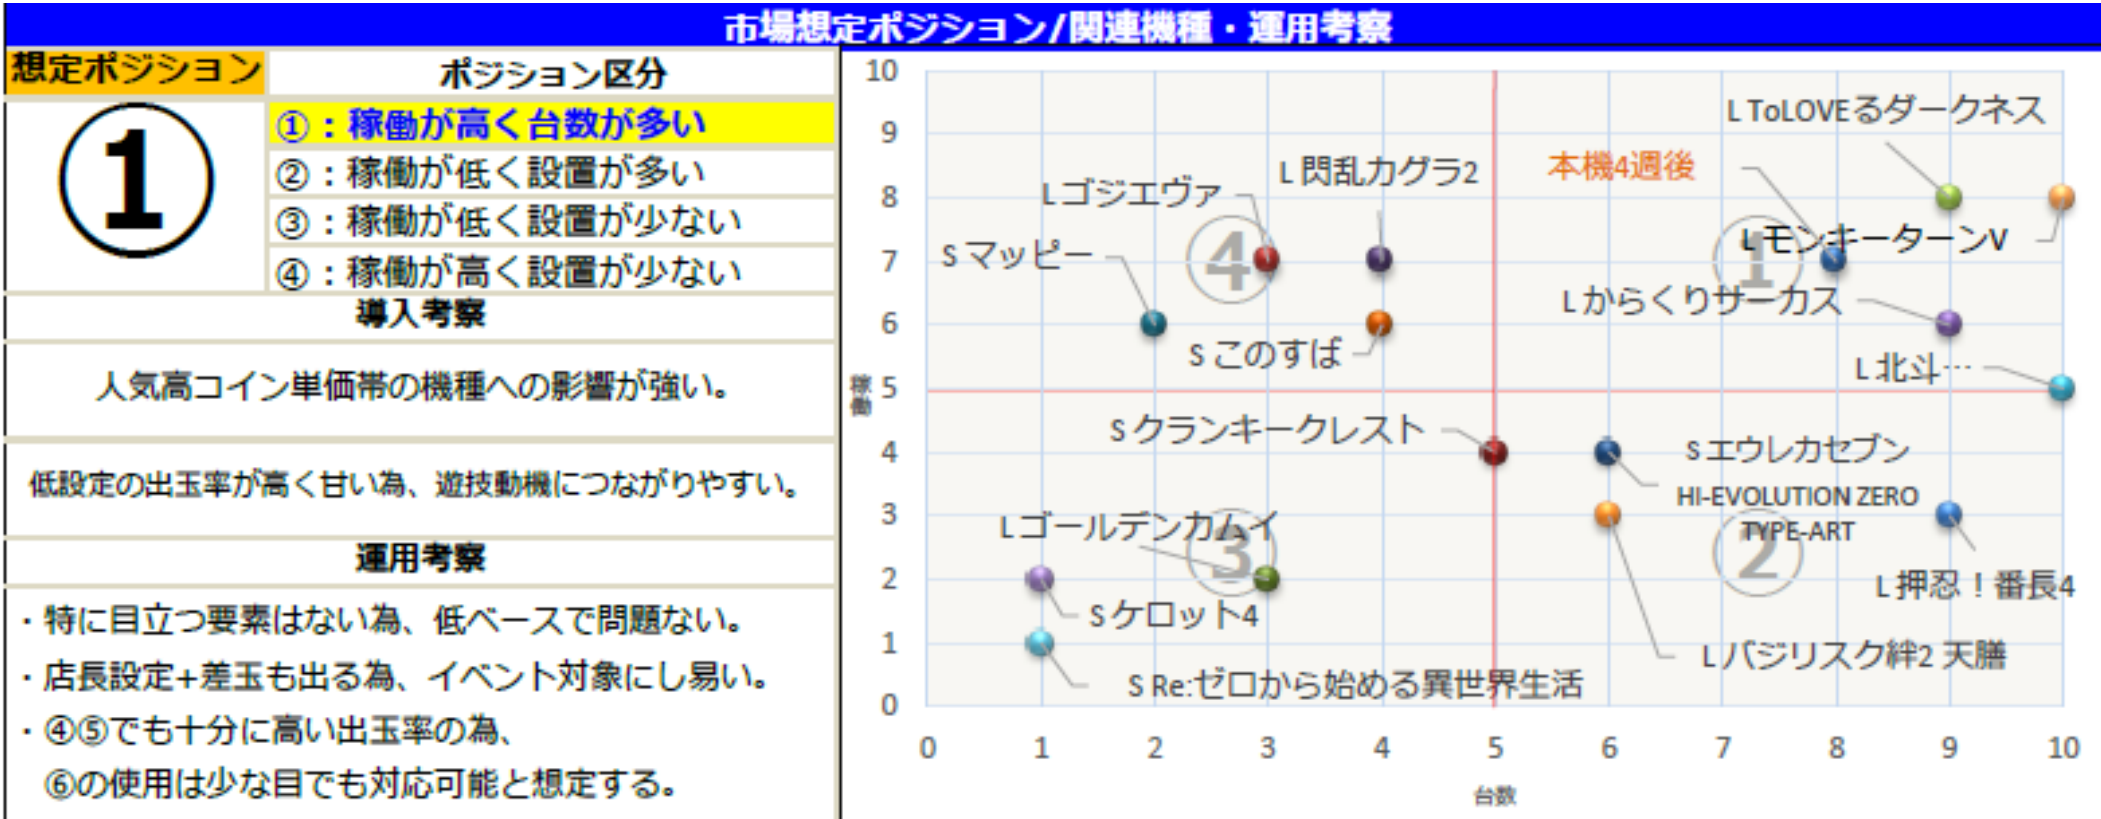 市場想定ポジション/関連機種・運用考察
想定ポジション
ポジション区分
①
①：稼働が高く台数が多い
②：稼働が低く設置が多い
③：稼働が低く設置が少ない
④：稼働が高く設置が少ない
導入考察
人気高コイン単価帯の機種への影響が強い。
低設定の出玉率が高く甘い為、遊技動機につながりやすい。
運用考察
・特に目立つ要素はない為、低ベースで問題ない。
・店長設定+差玉も出る為、イベント対象にし易い。
・④⑤でも十分に高い出玉率の為、
⑥の使用は少な目でも対応可能と想定する。
10
9
8
7
6
5
4
3
2
1
0
稼働
L ToLOVEるダークネス
本機4週後
L 閃乱カグラ2
L ゴジエヴァ
④
①
L モンキーターンV
S マッピー
L からくりサーカス
S このすば
L 北斗…
S クランキークレスト
S エウレカセブン
HI-EVOLUTION ZERO
TYPE-ART
L ゴールデンカムイ
③
②
L 押忍！番長4
S ケロット4
L バジリスク絆2 天膳
S Re:ゼロから始める異世界生活
0 1 2 3 4 5 6 7 8 9 10
台数